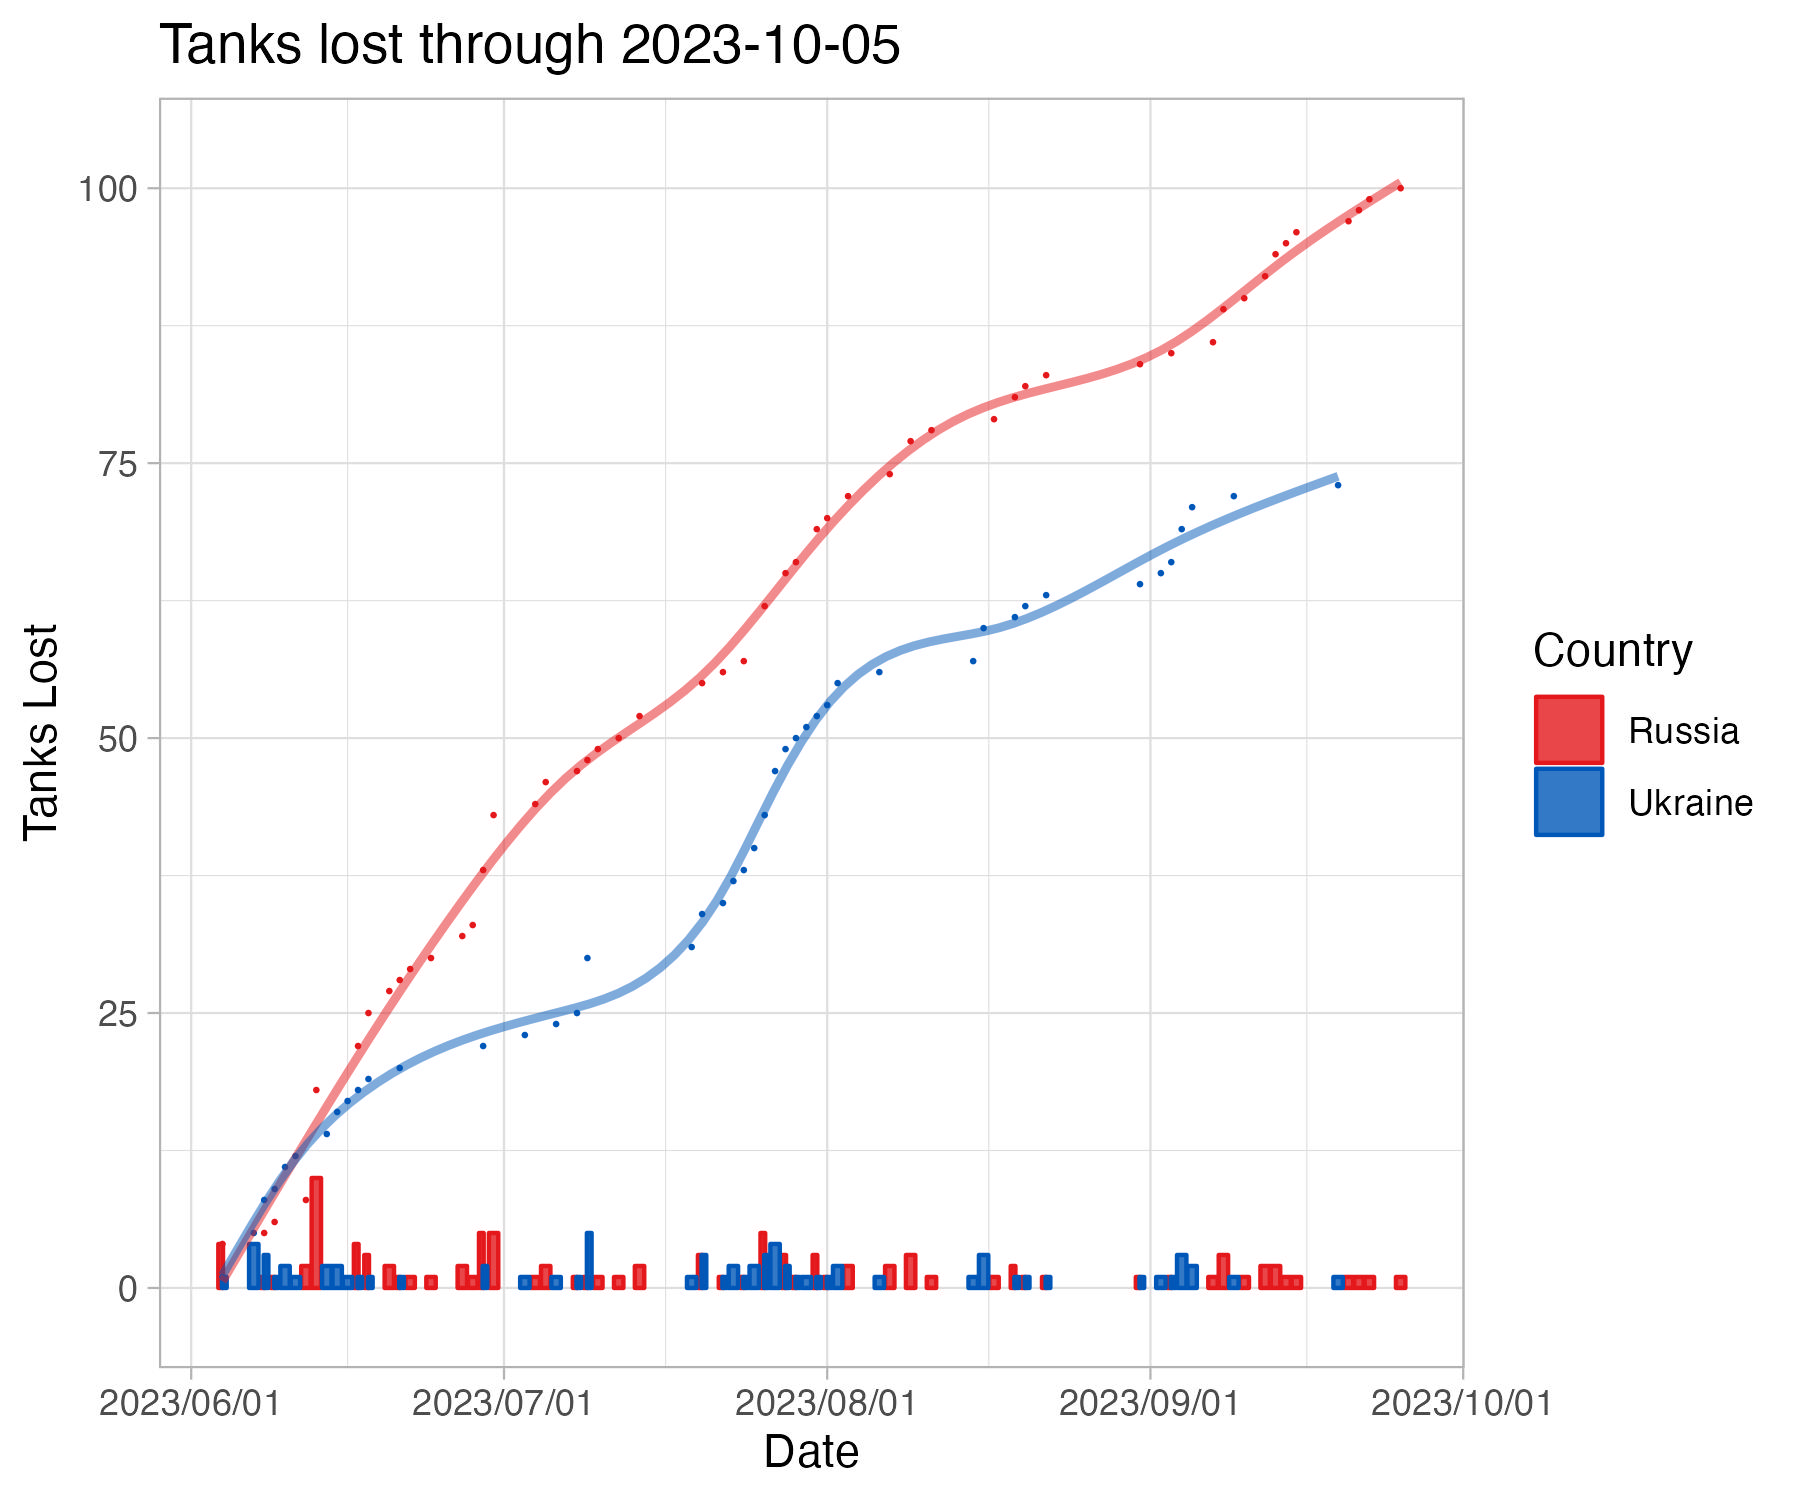 Tanks lost through 2023-10-05
100
75
50
25
0
Tanks Lost
2023/06/01 2023/07/01 2023/08/01 2023/09/01 2023/10/01
Date
Country
Russia
Ukraine